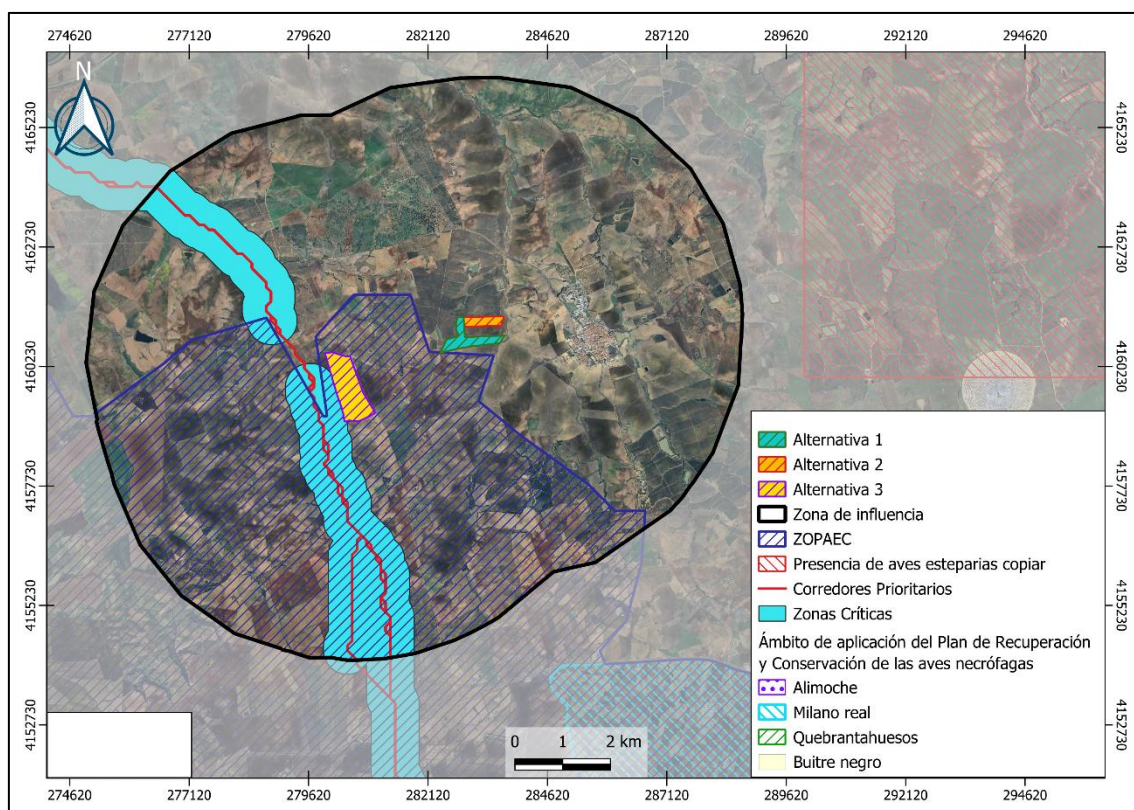 274620 277120 279620 282120 284620 287120 289620 292120 294620
N
4165230 4165230
4162730 4162730
4160230 4160230
4157730 4157730
4155230 4155230
4152730 4152730
Alternativa 1
Alternativa 2
Alternativa 3
Zona de influencia
ZOPAEC
Presencia de aves esteparias copiar
Corredores Prioritarios
Zonas Críticas
Ámbito de aplicación del Plan de Recuperación
y Conservación de las aves necrófagas
Alimoche
Milano real
Quebrantahuesos
Buitre negro
0 1 2 km
274620 277120 279620 282120 284620 287120 289620 292120 294620